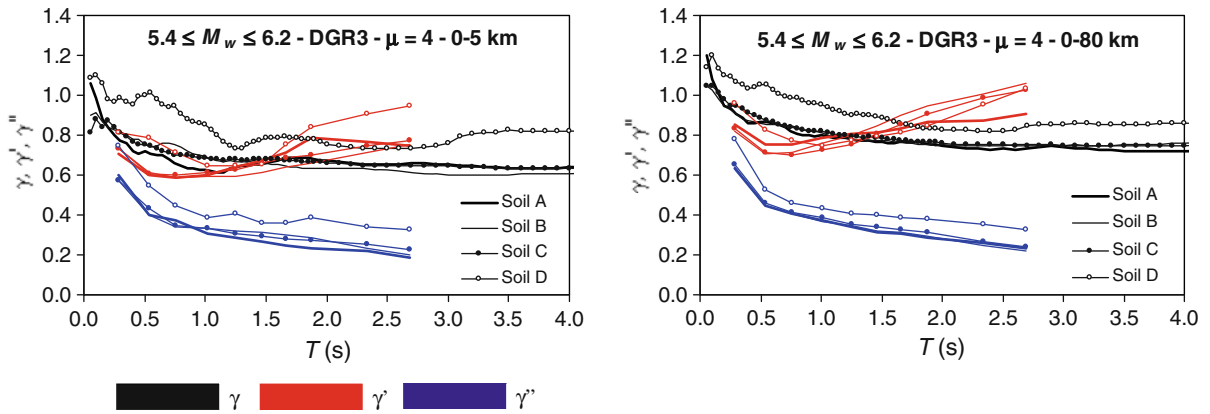 5.4 ≤ Mw ≤ 6.2 - DGR3 - μ = 4 - 0-5 km
γ, γ', γ''
1.4
1.2
1.0
0.8
0.6
0.4
0.2
0.0
Soil A
Soil B
Soil C
Soil D
0.0 0.5 1.0 1.5 2.0 2.5 3.0 3.5 4.0
T (s)
5.4 ≤ Mw ≤ 6.2 - DGR3 - μ = 4 - 0-80 km
γ, γ', γ''
1.4
1.2
1.0
0.8
0.6
0.4
0.2
0.0
Soil A
Soil B
Soil C
Soil D
0.0 0.5 1.0 1.5 2.0 2.5 3.0 3.5 4.0
T (s)
γ γ' γ''